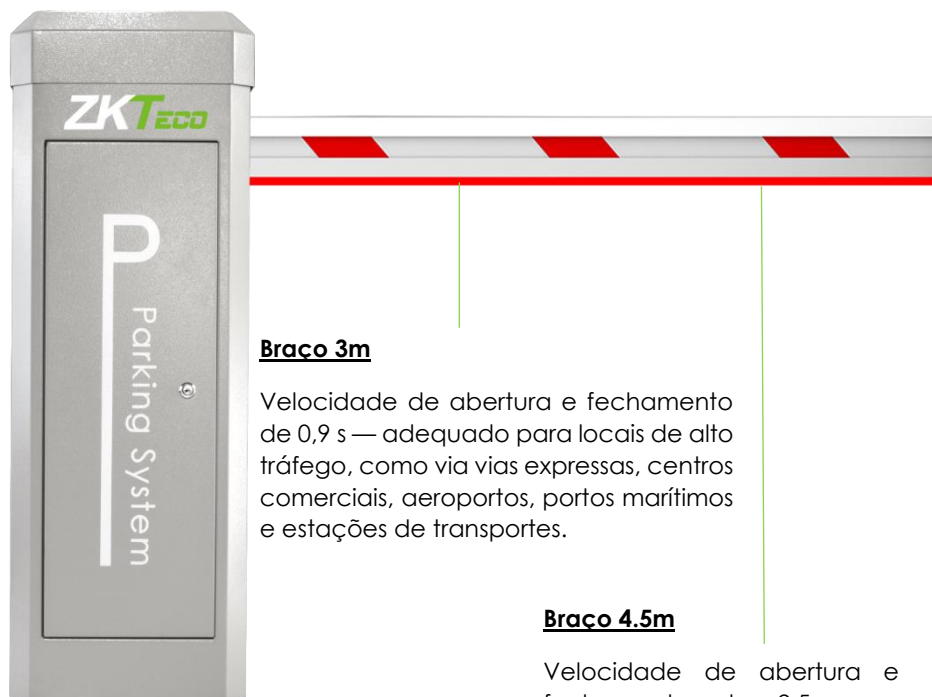 ZKTECO
P
Parking System
Braço 3m
Velocidade de abertura e fechamento
de 0,9 s — adequado para locais de alto
tráfego, como via vias expressas, centros
comerciais, aeroportos, portos marítimos
e estações de transportes.
Braço 4.5m
Velocidade de abertura e